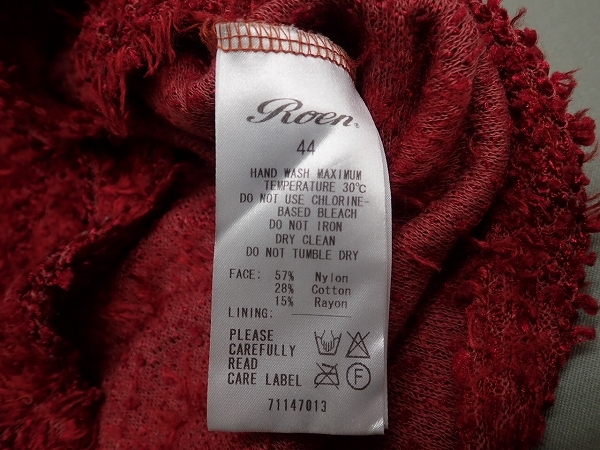 Roen.
44
HAND WASH MAXIMUM
TEMPERATURE 30℃
DO NOT USE CHLORINE-
BASED BLEACH
DO NOT IRON
DRY CLEAN
DO NOT TUMBLE DRY
FACE: 57% Nylon
28% Cotton
15% Rayon
LINING:
PLEASE
CAREFULLY
READ
CARE LABEL
F
71147013